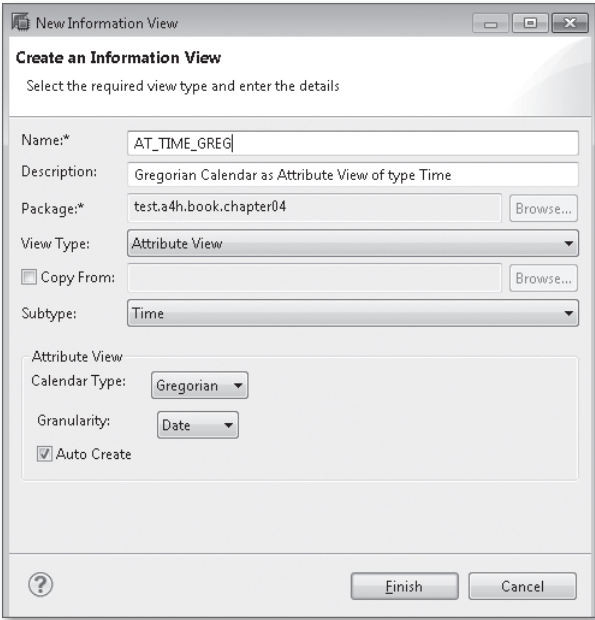 New Information View
Create an Information View
Select the required view type and enter the details
Name:* AT_TIME_GREG
Description: Gregorian Calendar as Attribute View of type Time
Package:* test.a4h.book.chapter04 Browse...
View Type: Attribute View
Copy From: Browse...
Subtype: Time
Attribute View
Calendar Type: Gregorian
Granularity: Date
Auto Create
? Finish Cancel